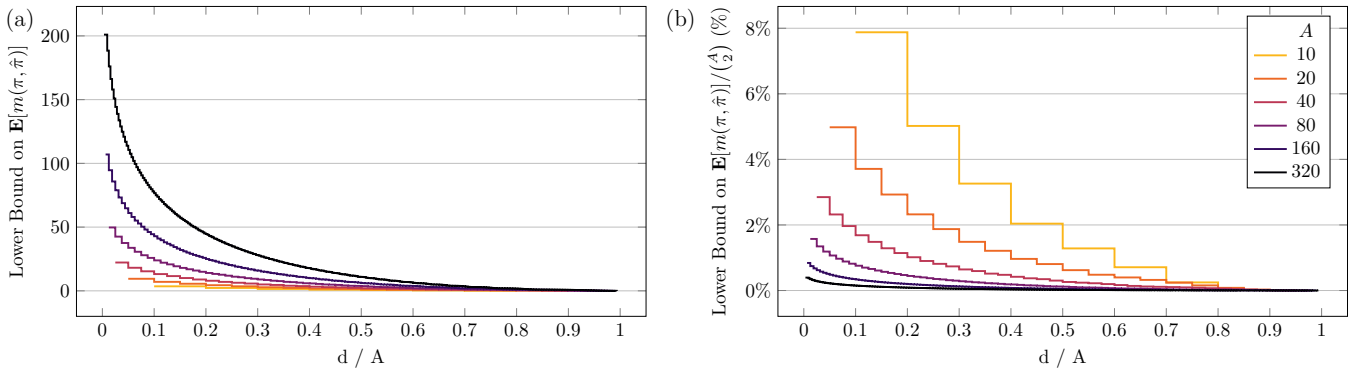 (a)
Lower Bound on E[m(π, π̂)]
200
150
100
50
0
0 0.1 0.2 0.3 0.4 0.5 0.6 0.7 0.8 0.9 1
d / A
(b)
Lower Bound on E[m(π, π̂)]/(A 2) (%)
8%
6%
4%
2%
0%
0 0.1 0.2 0.3 0.4 0.5 0.6 0.7 0.8 0.9 1
d / A
A
10
20
40
80
160
320